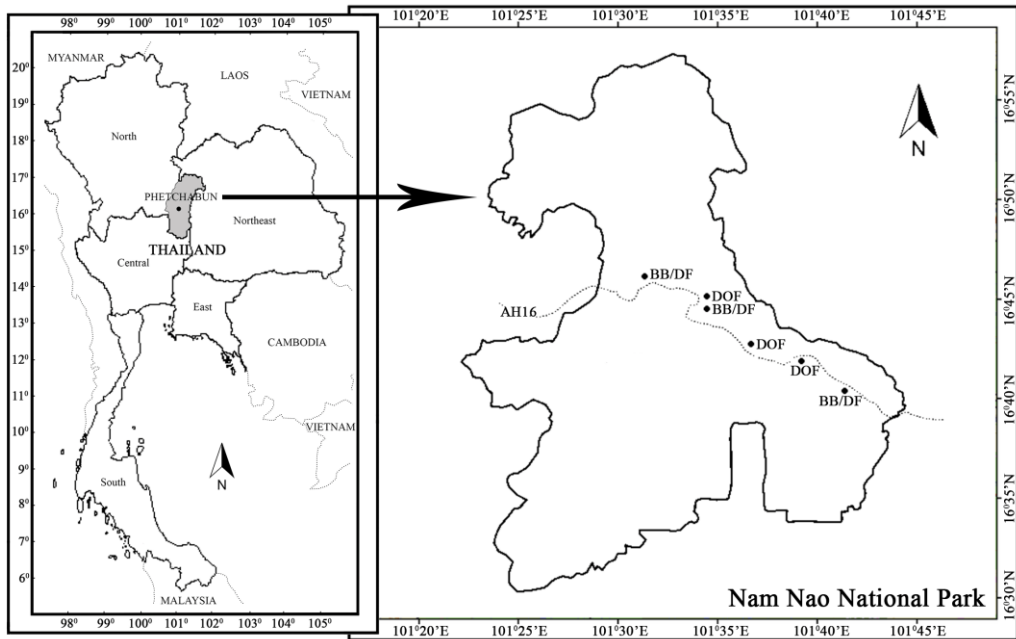 98° 99° 100° 101° 102° 103° 104° 105°
MYANMAR
LAOS
VIETNAM
20°
19°
18°
17°
16°
15°
14°
13°
12°
11°
10°
9°
8°
7°
6°
North
PHETCHABUN
Northeast
THAILAND
Central
East
CAMBODIA
VIETNAM
N
South
MALAYSIA
98° 99° 100° 101° 102° 103° 104° 105°
101°20'E 101°25'E 101°30'E 101°35'E 101°40'E 101°45'E
16°55'N
16°50'N
16°45'N
16°40'N
16°35'N
16°30'N
N
BB/DF
DOF
BB/DF
AH16
DOF
DOF
BB/DF
Nam Nao National Park
101°20'E 101°25'E 101°30'E 101°35'E 101°40'E 101°45'E